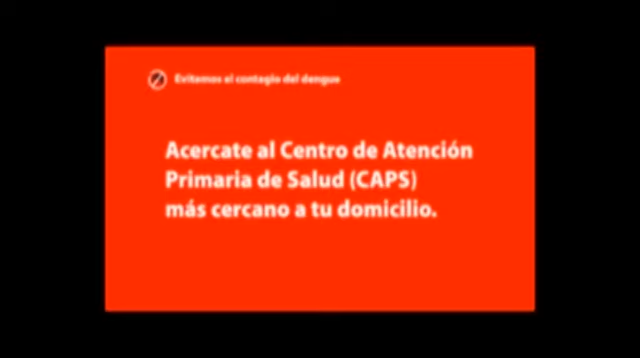 Evitemos el contagio del dengue
Acercate al Centro de Atención
Primaria de Salud (CAPS)
más cercano a tu domicilio.